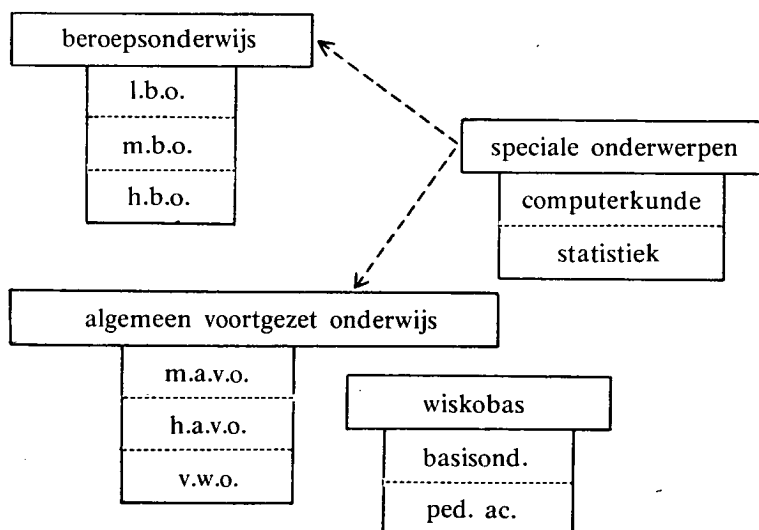 beroepsonderwijs
l.b.o.
m.b.o.
h.b.o.
speciale onderwerpen
computerkunde
statistiek
algemeen voortgezet onderwijs
m.a.v.o.
h.a.v.o.
v.w.o.
wiskobas
basisond.
ped. ac.